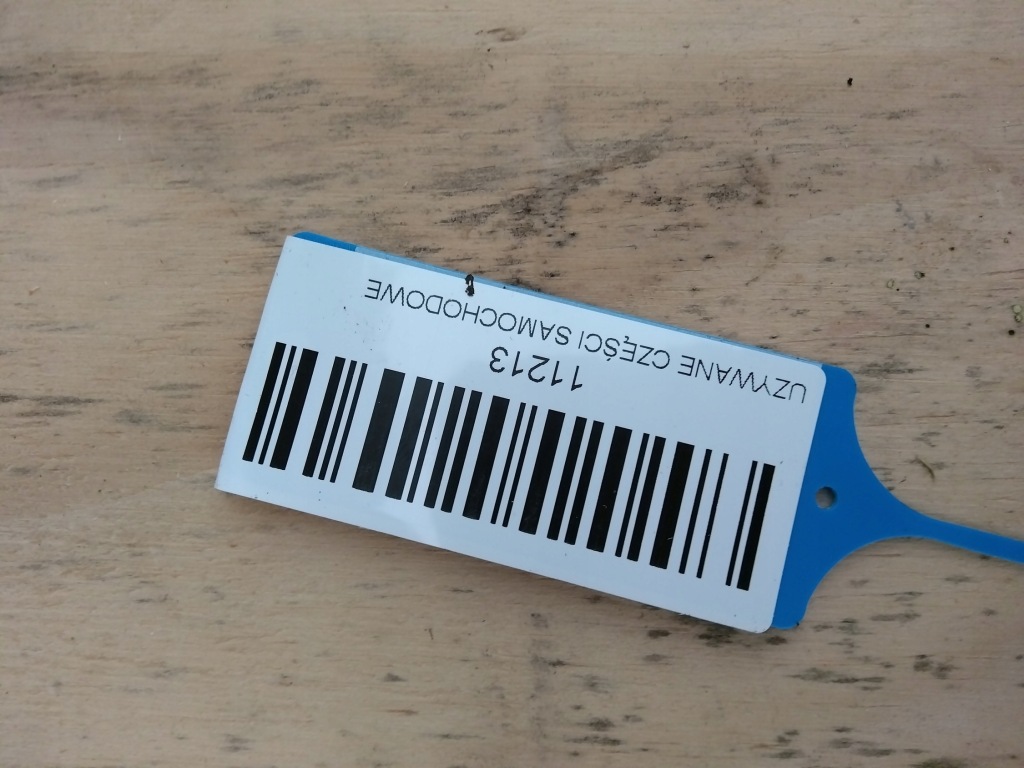 UZYWANE CZĘŚCI SAMOCHODOWE
11213